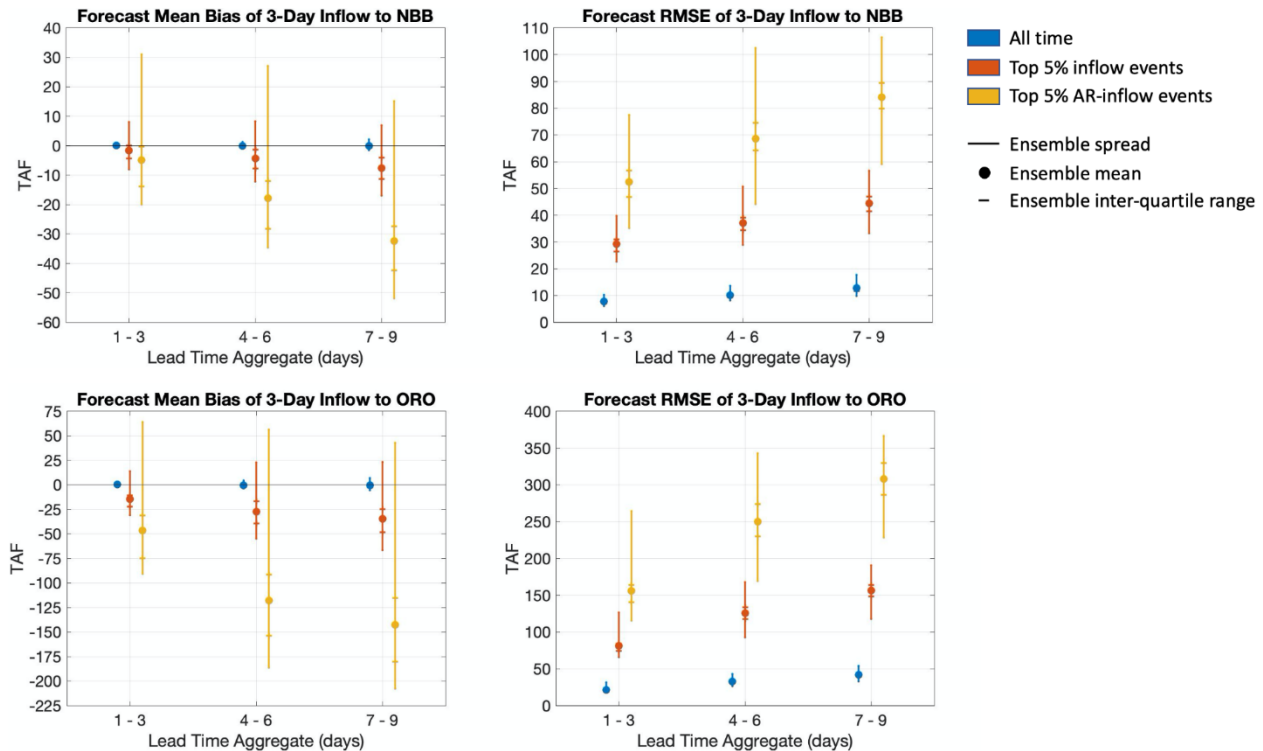 Forecast Mean Bias of 3-Day Inflow to NBB
40
30
20
10
0
-10
-20
-30
-40
-50
-60
TAF
1 - 3
4 - 6
7 - 9
Lead Time Aggregate (days)
Forecast RMSE of 3-Day Inflow to NBB
110
100
90
80
70
60
50
40
30
20
10
0
TAF
1 - 3
4 - 6
7 - 9
Lead Time Aggregate (days)
All time
Top 5% inflow events
Top 5% AR-inflow events
Ensemble spread
Ensemble mean
Ensemble inter-quartile range
Forecast Mean Bias of 3-Day Inflow to ORO
75
50
25
0
-25
-50
-75
-100
-125
-150
-175
-200
-225
TAF
1 - 3
4 - 6
7 - 9
Lead Time Aggregate (days)
Forecast RMSE of 3-Day Inflow to ORO
400
350
300
250
200
150
100
50
0
TAF
1 - 3
4 - 6
7 - 9
Lead Time Aggregate (days)